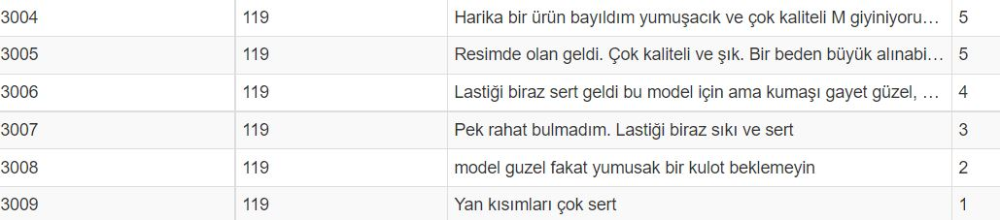 3004 119 Harika bir ürün bayıldım yumuşacık ve çok kaliteli M giyiniyoru… 5
3005 119 Resimde olan geldi. Çok kaliteli ve şık. Bir beden büyük alınabi… 5
3006 119 Lastiği biraz sert geldi bu model için ama kumaşı gayet güzel, … 4
3007 119 Pek rahat bulmadım. Lastiği biraz sıkı ve sert 3
3008 119 model guzel fakat yumusak bir kulot beklemeyin 2
3009 119 Yan kısımları çok sert 1